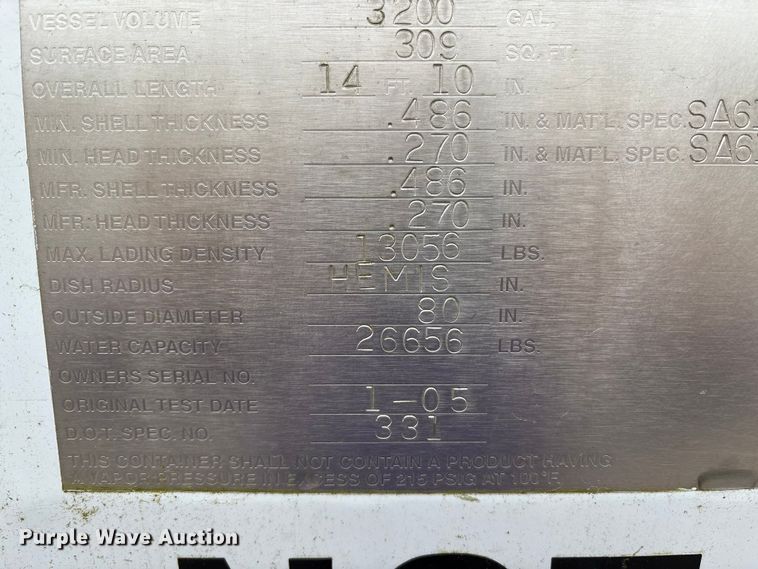 VESSEL VOLUME 3200 GAL.
SURFACE AREA 309 SQ. FT.
OVERALL LENGTH 14 FT. 10 IN.
MIN. SHELL THICKNESS .486 IN. & MAT'L. SPEC. SA61
MIN. HEAD THICKNESS .270 IN. & MAT'L. SPEC. SA61
MFR. SHELL THICKNESS .486 IN.
MFR. HEAD THICKNESS .270 IN.
MAX. LADING DENSITY 13056 LBS.
DISH RADIUS HEMIS IN.
OUTSIDE DIAMETER 80 IN.
WATER CAPACITY 26656 LBS.
OWNERS SERIAL NO.
ORIGINAL TEST DATE 1-05
D.O.T. SPEC. NO. 331
THIS CONTAINER SHALL NOT CONTAIN A PRODUCT HAVING
A VAPOR PRESSURE IN EXCESS OF 215 PSIG AT 100°F.
Purple Wave Auction